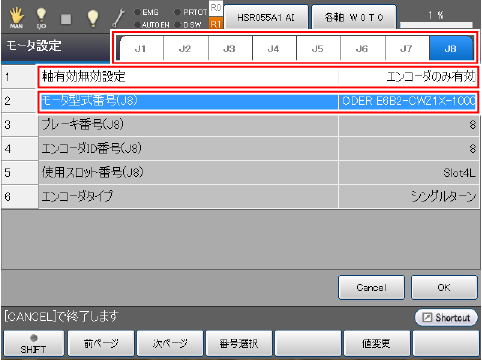 EMG PRTCT R0 HSR055A1 AI 各軸 W 0 T 0 1 %
MAN I/O AUTO EN D SW R1
モータ設定 J1 J2 J3 J4 J5 J6 J7 J8
1 軸有効無効設定 エンコーダのみ有効
2 モータ型式番号(J8) CODER E6B2-CWZ1X-1000
3 ブレーキ番号(J8) 8
4 エンコーダID番号(J8) 8
5 使用スロット番号(J8) Slot4L
6 エンコーダタイプ シングルターン
Cancel OK
[CANCEL]で終了します Shortcut
SHIFT 前ページ 次ページ 番号選択 値変更